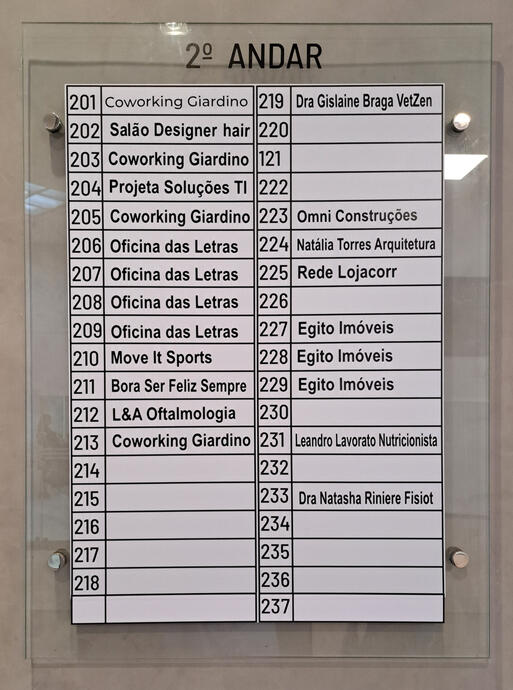 2º ANDAR
201 Coworking Giardino
202 Salão Designer hair
203 Coworking Giardino
204 Projeta Soluções TI
205 Coworking Giardino
206 Oficina das Letras
207 Oficina das Letras
208 Oficina das Letras
209 Oficina das Letras
210 Move It Sports
211 Bora Ser Feliz Sempre
212 L&A Oftalmologia
213 Coworking Giardino
214
215
216
217
218
219 Dra Gislaine Braga VetZen
220
121
222
223 Omni Construções
224 Natália Torres Arquitetura
225 Rede Lojacorr
226
227 Egito Imóveis
228 Egito Imóveis
229 Egito Imóveis
230
231 Leandro Lavorato Nutricionista
232
233 Dra Natasha Riniere Fisiot
234
235
236
237